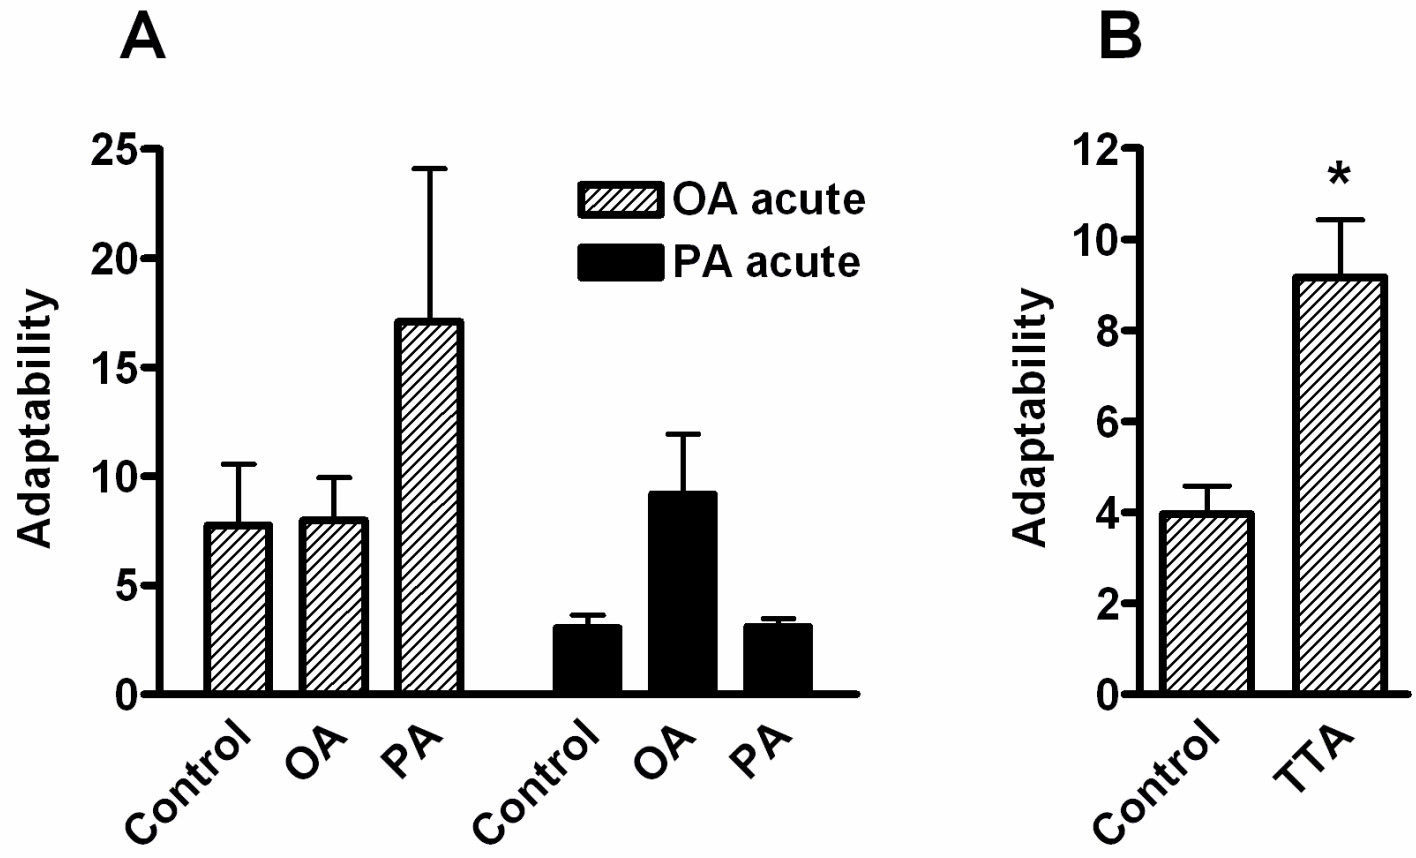 A
Adaptability
25
20
15
10
5
0
OA acute
PA acute
Control
OA
PA
Control
OA
PA
B
Adaptability
12
10
8
6
4
2
0
*
Control
TTA